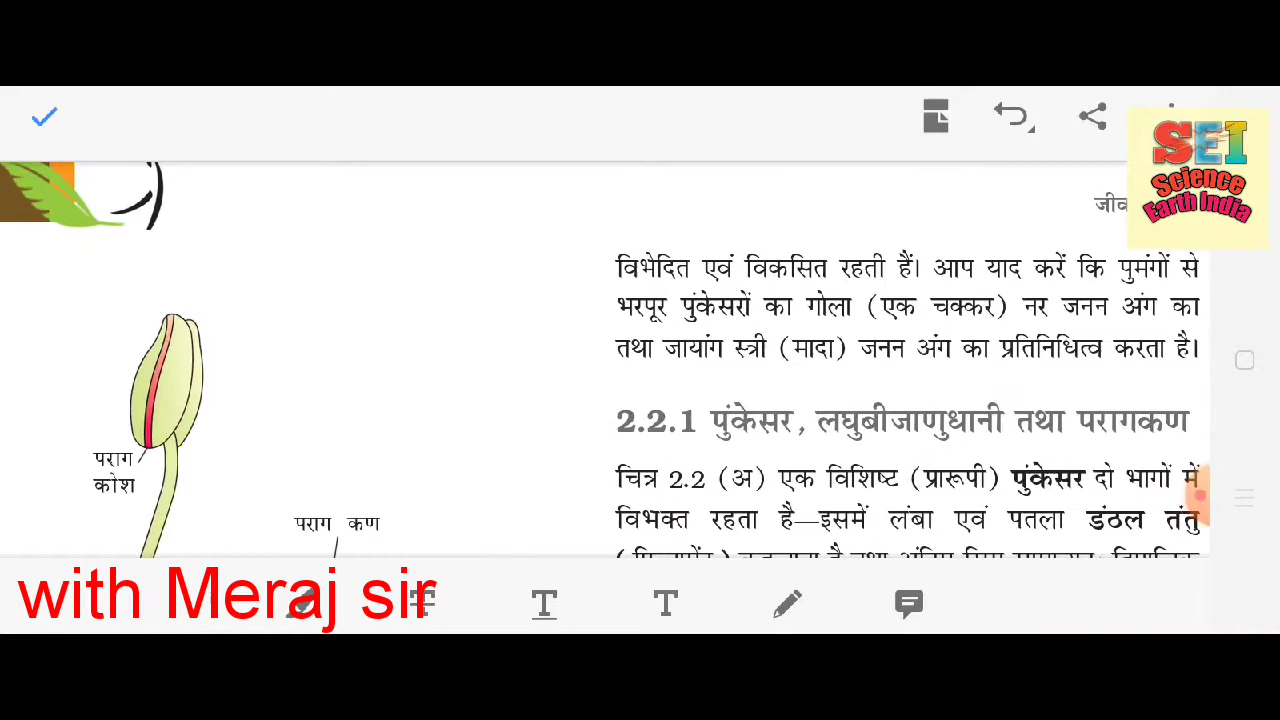 SEI
Science
Earth India
विभेदित एवं विकसित रहती हैं। आप याद करें कि पुमंगों से
भरपूर पुंकेसरों का गोला (एक चक्कर) नर जनन अंग का
तथा जायांग स्त्री (मादा) जनन अंग का प्रतिनिधित्व करता है।
2.2.1 पुंकेसर, लघुबीजाणुधानी तथा परागकण
चित्र 2.2 (अ) एक विशिष्ट (प्रारूपी) पुंकेसर दो भागों में
विभक्त रहता है—इसमें लंबा एवं पतला डंठल तंतु
पराग
कोश
पराग कण
with Meraj sir